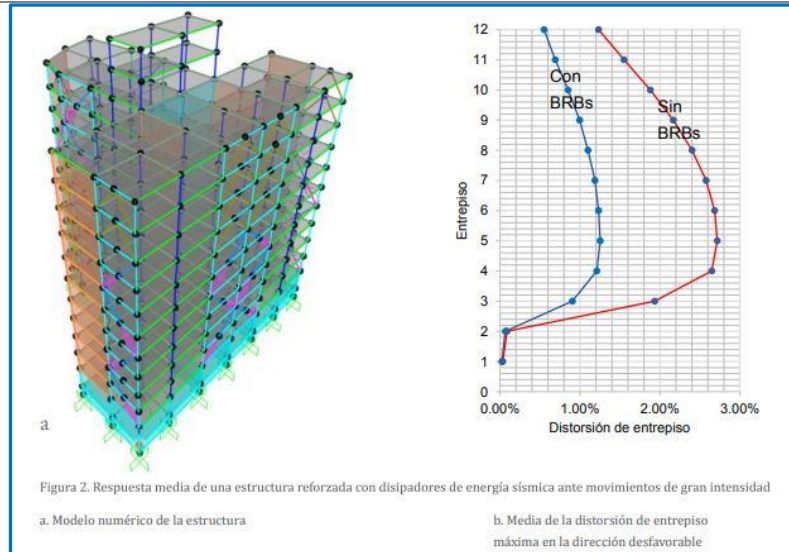 12
11
10
9
8
7
6
5
4
3
2
1
0
Entrepiso
Con
BRBs
Sin
BRBs
0.00% 1.00% 2.00% 3.00%
Distorsión de entrepiso
a
Figura 2. Respuesta media de una estructura reforzada con disipadores de energía sísmica ante movimientos de gran intensidad
a. Modelo numérico de la estructura
b. Media de la distorsión de entrepiso
máxima en la dirección desfavorable